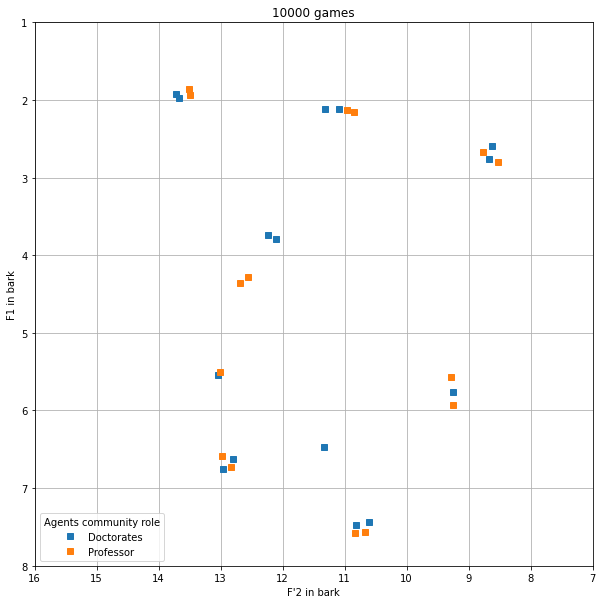 10000 games
1
2
3
4
5
6
7
8
F1 in bark
Agents community role
Doctorates
Professor
16 15 14 13 12 11 10 9 8 7
F'2 in bark